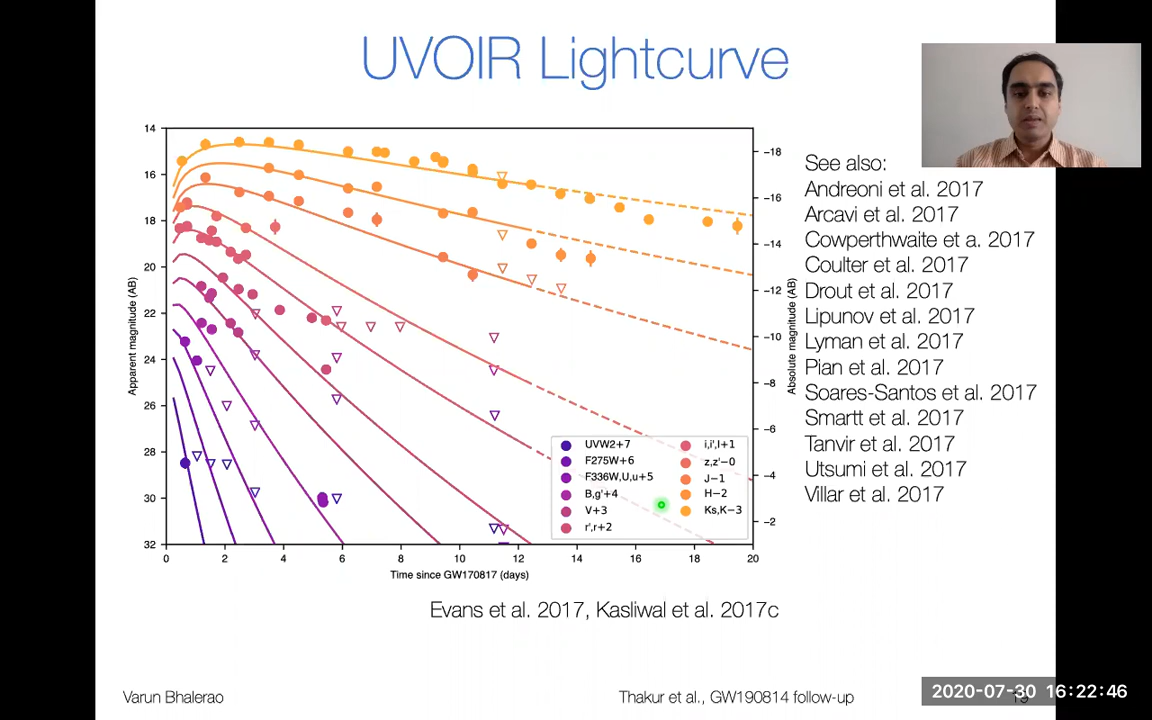 UVOIR Lightcurve
14
16
18
20
22
24
26
28
30
32
Apparent magnitude (AB)
−18
−16
−14
−12
−10
−8
−6
−4
−2
Absolute magnitude (AB)
0 2 4 6 8 10 12 14 16 18 20
Time since GW170817 (days)
UVW2+7
F275W+6
F336W,U,u+5
B,g'+4
V+3
r',r+2
i,i',I+1
z,z'−0
J−1
H−2
Ks,K−3
See also:
Andreoni et al. 2017
Arcavi et al. 2017
Cowperthwaite et a. 2017
Coulter et al. 2017
Drout et al. 2017
Lipunov et al. 2017
Lyman et al. 2017
Pian et al. 2017
Soares-Santos et al. 2017
Smartt et al. 2017
Tanvir et al. 2017
Utsumi et al. 2017
Villar et al. 2017
Evans et al. 2017, Kasliwal et al. 2017c
Varun Bhalerao
Thakur et al., GW190814 follow-up
2020-07-30 16:22:46